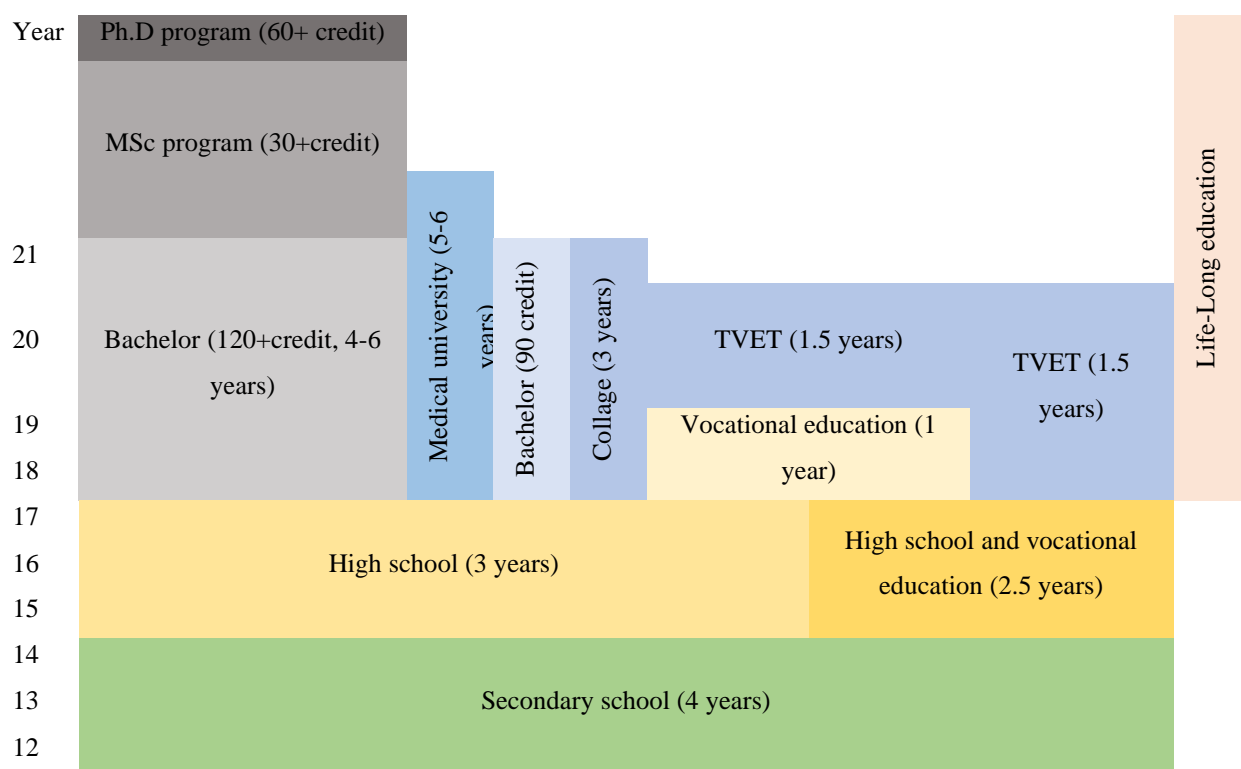 Year
Ph.D program (60+ credit)
MSc program (30+credit)
21
20
19
18
17
16
15
14
13
12
Bachelor (120+credit, 4-6
years)
Medical university (5-6
years)
Bachelor (90 credit)
Collage (3 years)
TVET (1.5 years)
Vocational education (1
year)
TVET (1.5
years)
Life-Long education
High school (3 years)
High school and vocational
education (2.5 years)
Secondary school (4 years)